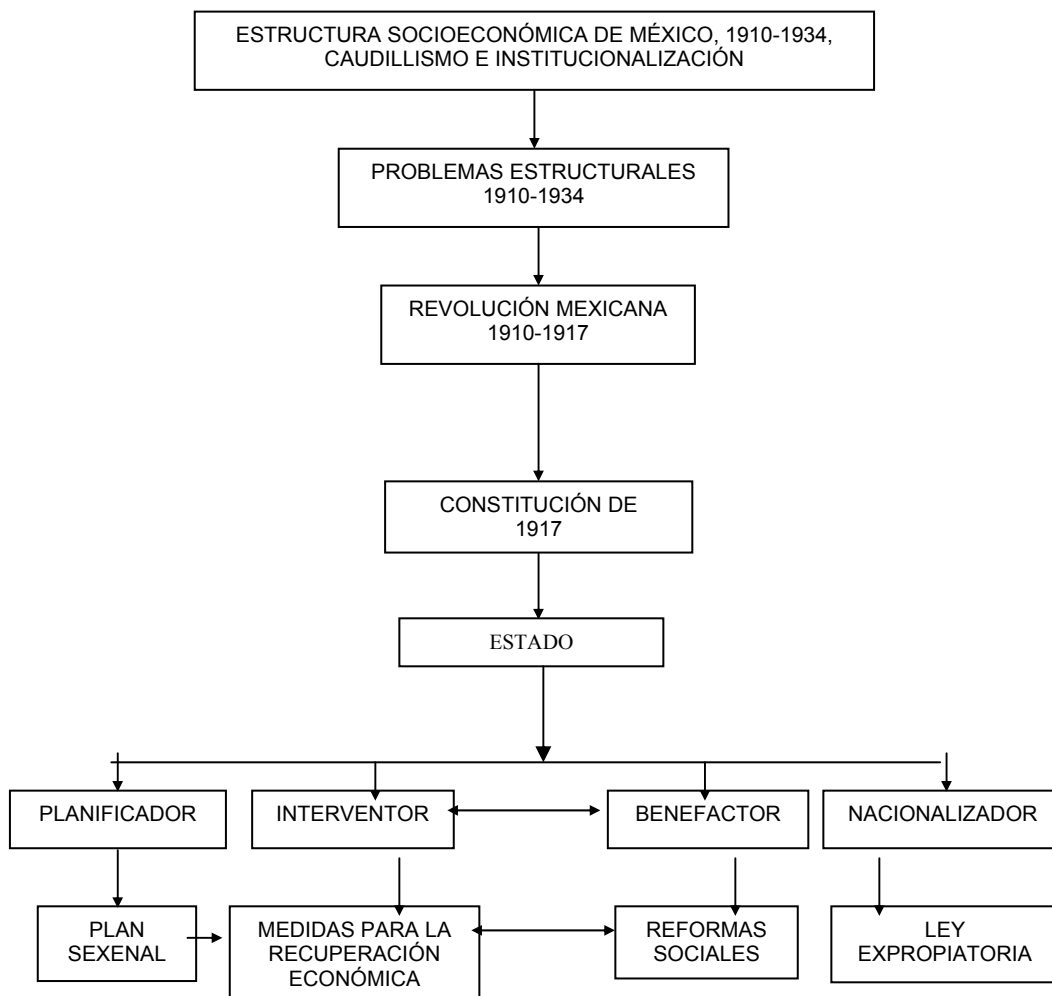 ESTRUCTURA SOCIOECONÓMICA DE MÉXICO, 1910-1934,
CAUDILLISMO E INSTITUCIONALIZACIÓN
PROBLEMAS ESTRUCTURALES
1910-1934
REVOLUCIÓN MEXICANA
1910-1917
CONSTITUCIÓN DE
1917
ESTADO
PLANIFICADOR
INTERVENTOR
BENEFACTOR
NACIONALIZADOR
PLAN
SEXENAL
MEDIDAS PARA LA
RECUPERACIÓN
ECONÓMICA
REFORMAS
SOCIALES
LEY
EXPROPIATORIA